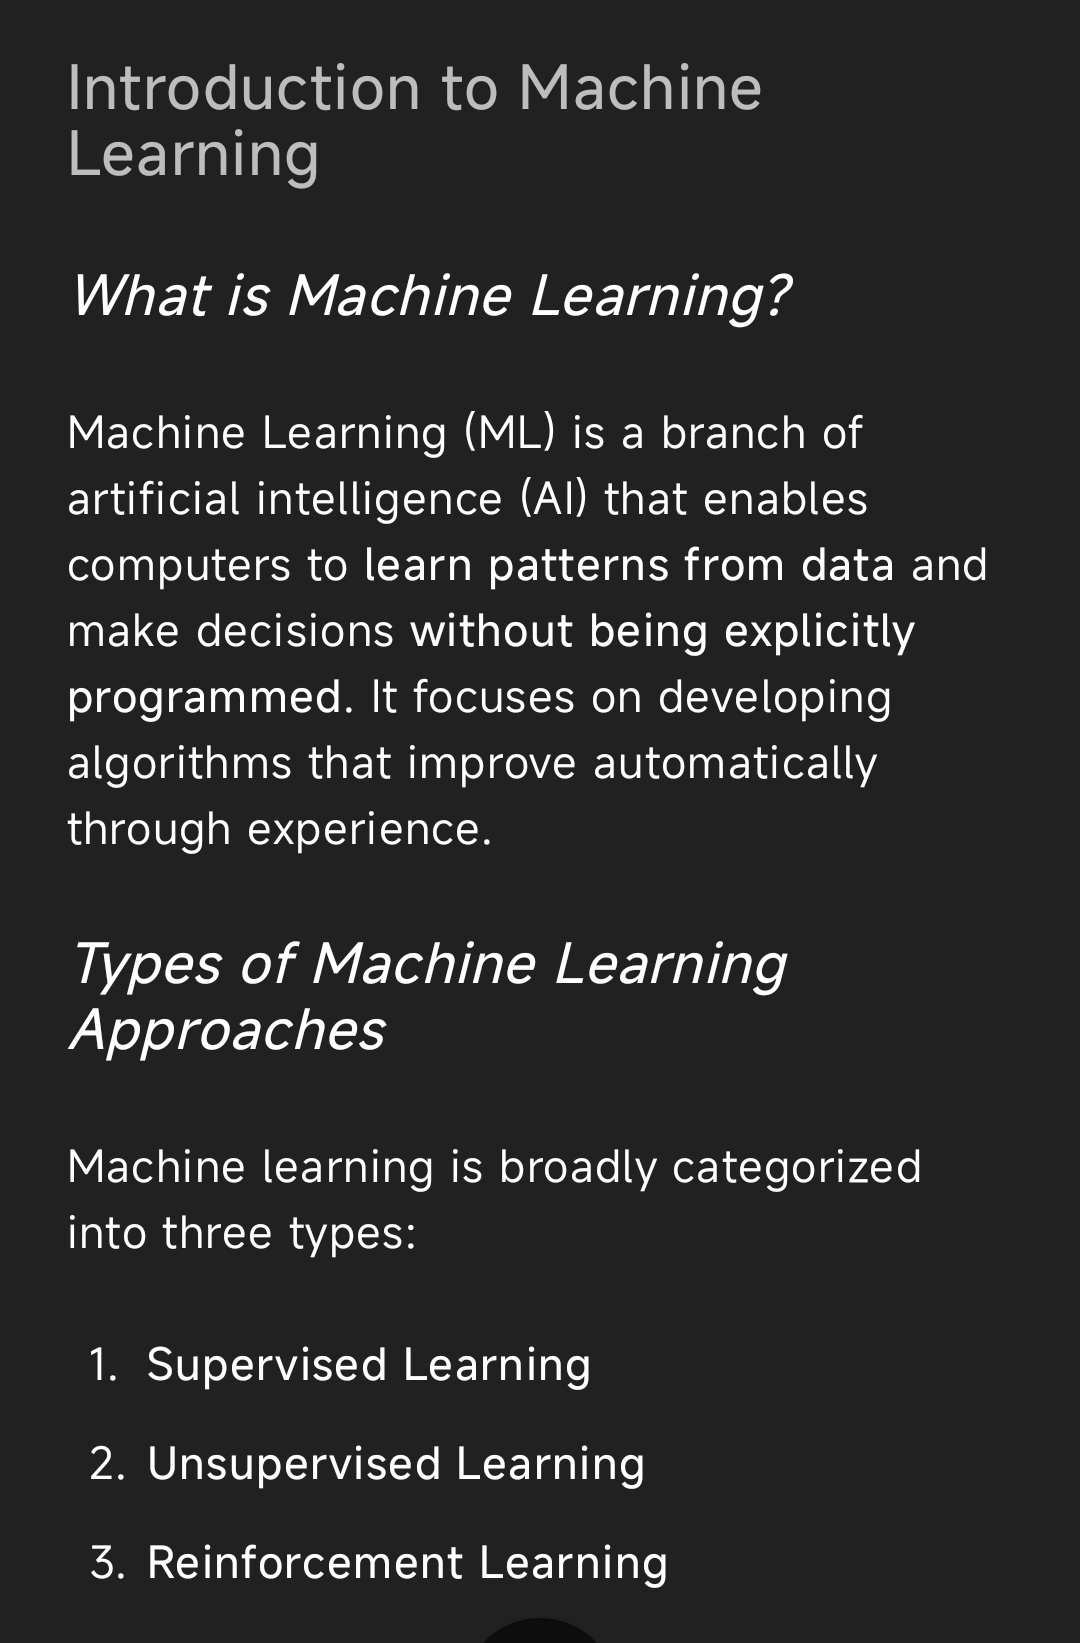 Introduction to Machine
Learning
What is Machine Learning?
Machine Learning (ML) is a branch of
artificial intelligence (AI) that enables
computers to learn patterns from data and
make decisions without being explicitly
programmed. It focuses on developing
algorithms that improve automatically
through experience.
Types of Machine Learning
Approaches
Machine learning is broadly categorized
into three types:
1. Supervised Learning
2. Unsupervised Learning
3. Reinforcement Learning